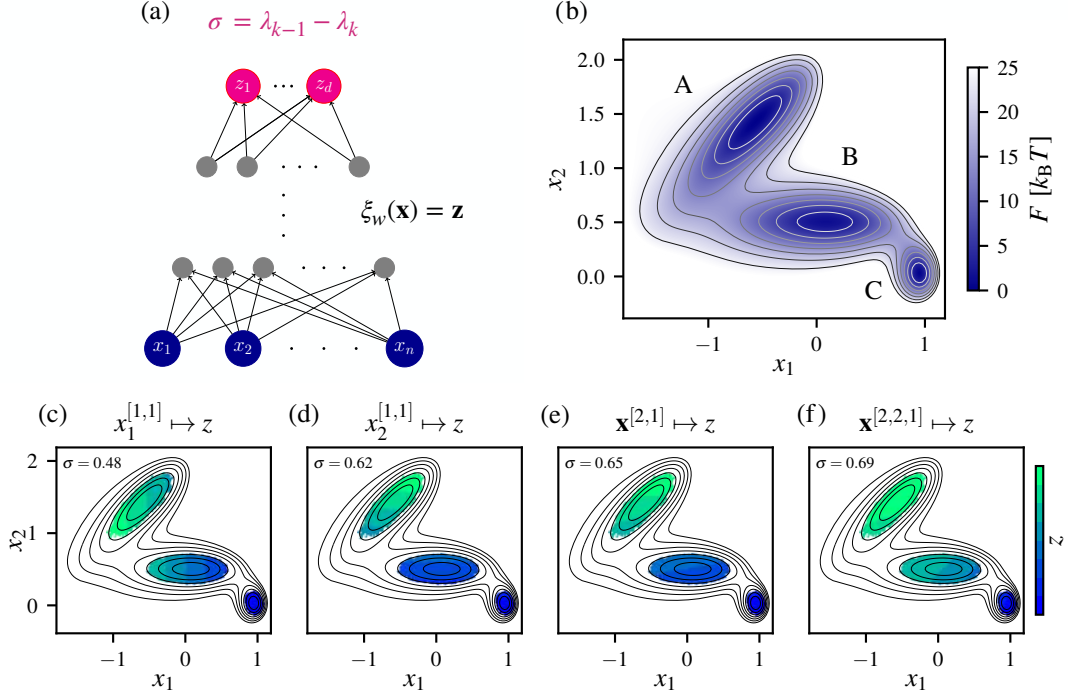 (a)
σ = λ_{k−1} − λ_k
z_1 ··· z_d
· · ·
ξ_w(𝐱) = 𝐳
· · ·
x_1 x_2 · · · x_n
(b)
A
B
C
2.0
1.5
1.0
0.5
0.0
x_2
−1 0 1
x_1
25
20
15
10
5
0
F [k_B T]
(c) x_1^{[1,1]} ↦ z
σ = 0.48
2
1
0
x_2
−1 0 1
x_1
(d) x_2^{[1,1]} ↦ z
σ = 0.62
−1 0 1
x_1
(e) 𝐱^{[2,1]} ↦ z
σ = 0.65
−1 0 1
x_1
(f) 𝐱^{[2,2,1]} ↦ z
σ = 0.69
−1 0 1
x_1
z